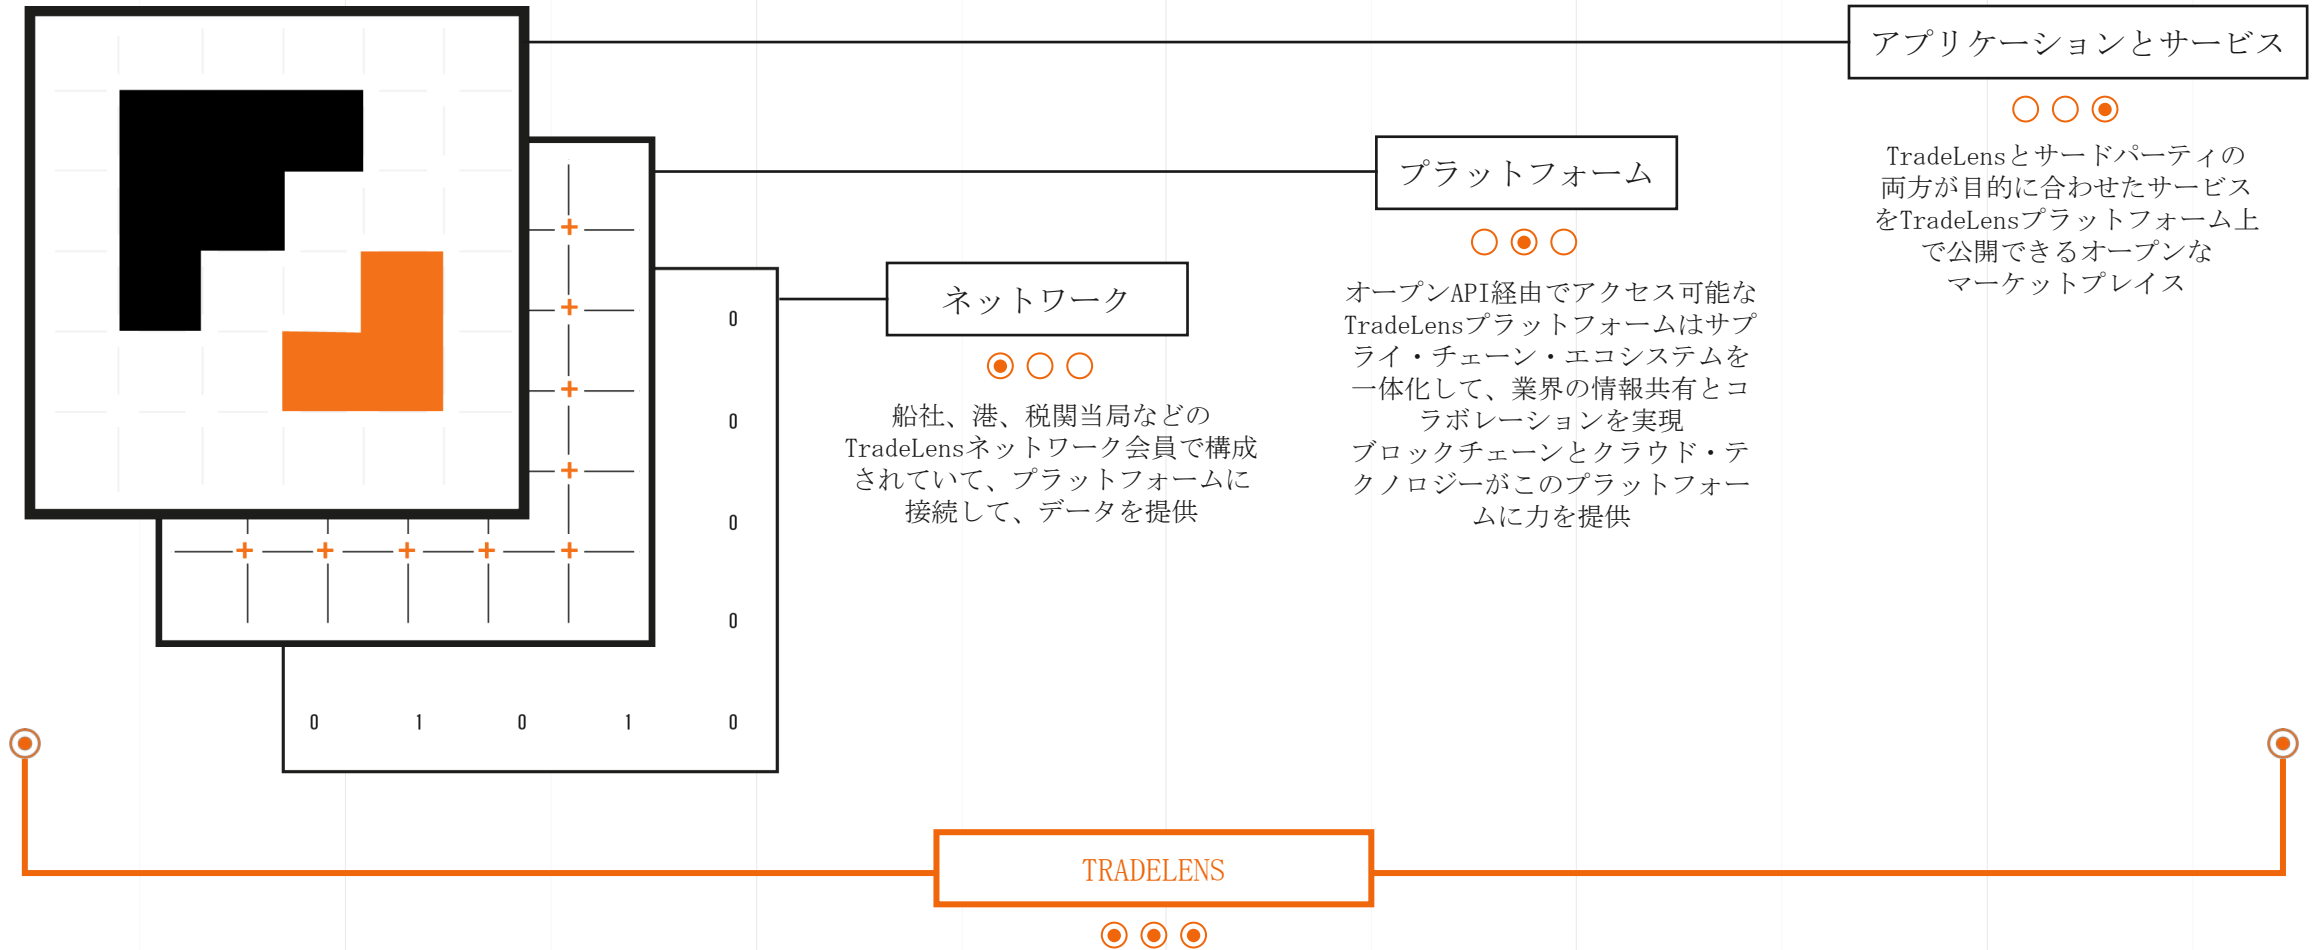 アプリケーションとサービス
TradeLensとサードパーティの
両方が目的に合わせたサービス
をTradeLensプラットフォーム上
で公開できるオープンな
マーケットプレイス
プラットフォーム
オープンAPI経由でアクセス可能な
TradeLensプラットフォームはサプ
ライ・チェーン・エコシステムを
一体化して、業界の情報共有とコ
ラボレーションを実現
ブロックチェーンとクラウド・テ
クノロジーがこのプラットフォー
ムに力を提供
ネットワーク
船社、港、税関当局などの
TradeLensネットワーク会員で構成
されていて、プラットフォームに
接続して、データを提供
0
0
0
0
0 1 0 1 0
TRADELENS